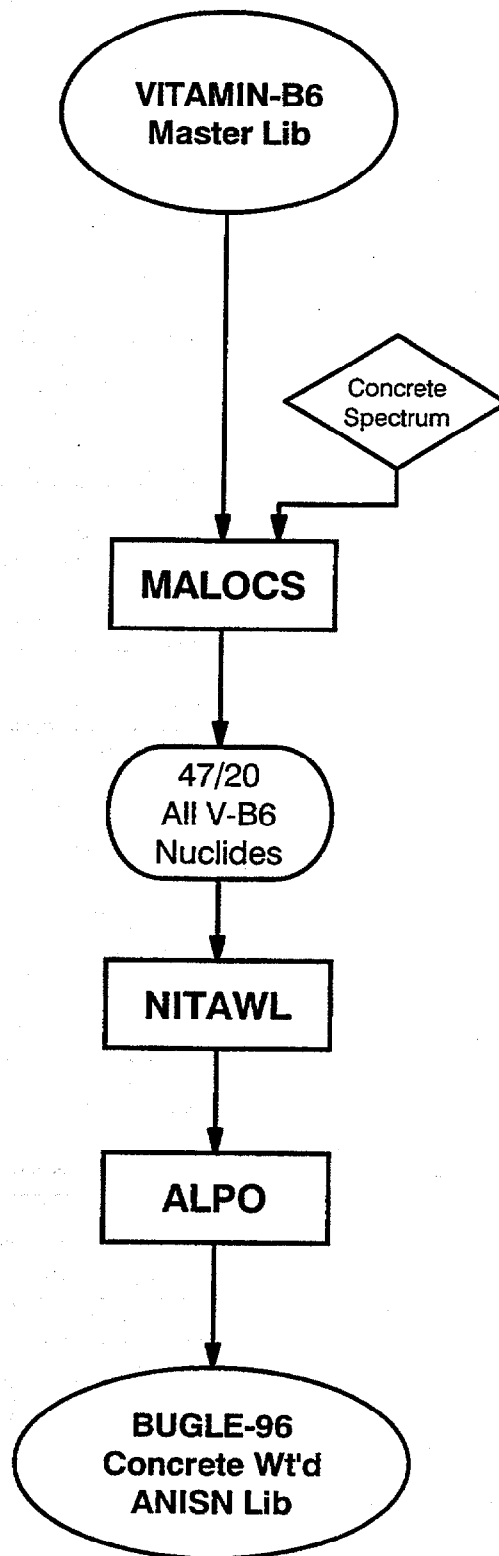 VITAMIN-B6
Master Lib
Concrete
Spectrum
MALOCS
47/20
All V-B6
Nuclides
NITAWL
ALPO
BUGLE-96
Concrete Wt'd
ANISN Lib